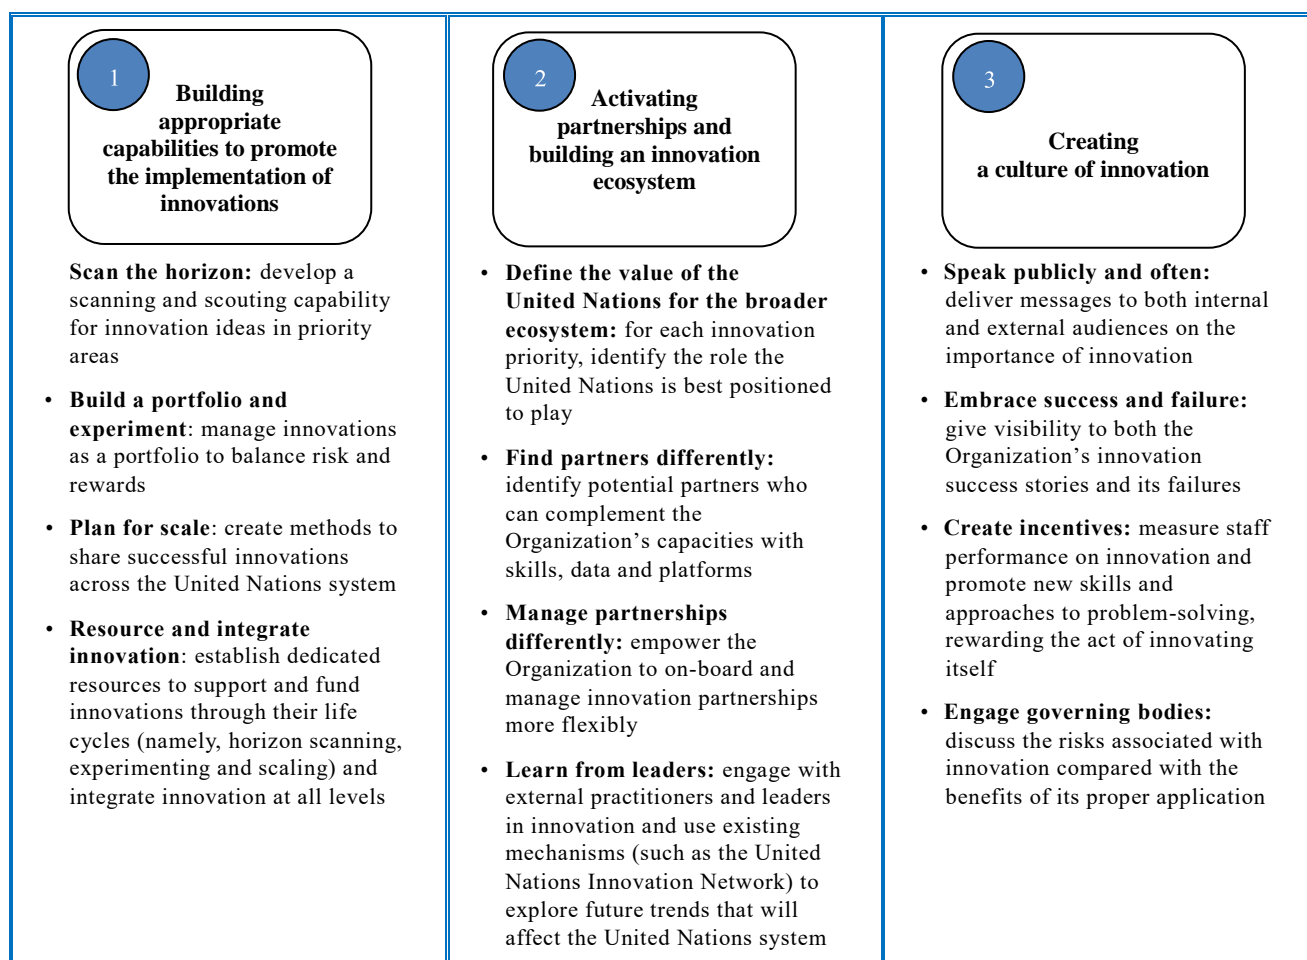 1
Building
appropriate
capabilities to promote
the implementation of
innovations
Scan the horizon: develop a
scanning and scouting capability
for innovation ideas in priority
areas
• Build a portfolio and
experiment: manage innovations
as a portfolio to balance risk and
rewards
• Plan for scale: create methods to
share successful innovations
across the United Nations system
• Resource and integrate
innovation: establish dedicated
resources to support and fund
innovations through their life
cycles (namely, horizon scanning,
experimenting and scaling) and
integrate innovation at all levels
2
Activating
partnerships and
building an innovation
ecosystem
• Define the value of the
United Nations for the broader
ecosystem: for each innovation
priority, identify the role the
United Nations is best positioned
to play
• Find partners differently:
identify potential partners who
can complement the
Organization’s capacities with
skills, data and platforms
• Manage partnerships
differently: empower the
Organization to on-board and
manage innovation partnerships
more flexibly
• Learn from leaders: engage with
external practitioners and leaders
in innovation and use existing
mechanisms (such as the United
Nations Innovation Network) to
explore future trends that will
affect the United Nations system
3
Creating
a culture of innovation
• Speak publicly and often:
deliver messages to both internal
and external audiences on the
importance of innovation
• Embrace success and failure:
give visibility to both the
Organization’s innovation
success stories and its failures
• Create incentives: measure staff
performance on innovation and
promote new skills and
approaches to problem-solving,
rewarding the act of innovating
itself
• Engage governing bodies:
discuss the risks associated with
innovation compared with the
benefits of its proper application